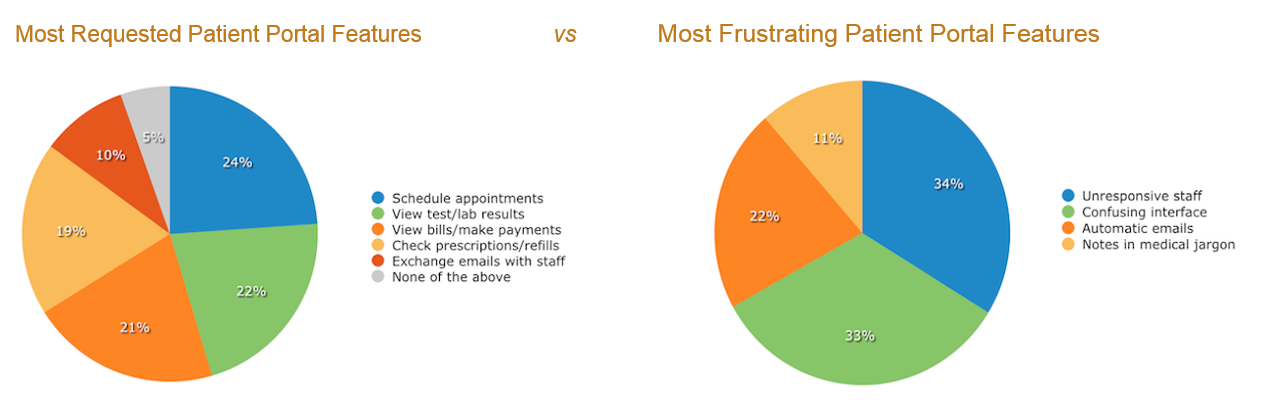 Most Requested Patient Portal Features
vs
Most Frustrating Patient Portal Features
24%
22%
21%
19%
10%
5%
Schedule appointments
View test/lab results
View bills/make payments
Check prescriptions/refills
Exchange emails with staff
None of the above
34%
33%
22%
11%
Unresponsive staff
Confusing interface
Automatic emails
Notes in medical jargon